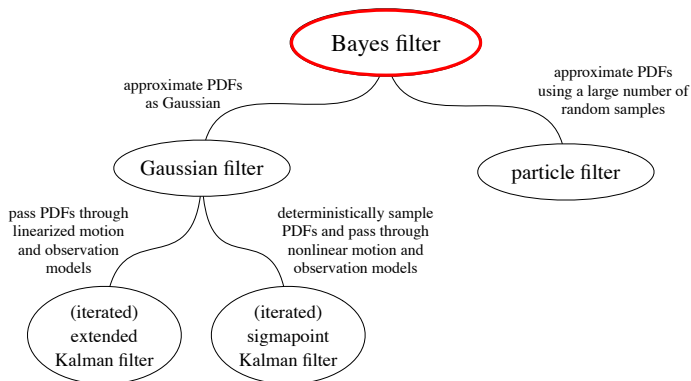 Bayes filter
approximate PDFs
as Gaussian
approximate PDFs
using a large number of
random samples
Gaussian filter
particle filter
pass PDFs through
linearized motion
and observation
models
deterministically sample
PDFs and pass through
nonlinear motion and
observation models
(iterated)
extended
Kalman filter
(iterated)
sigmapoint
Kalman filter